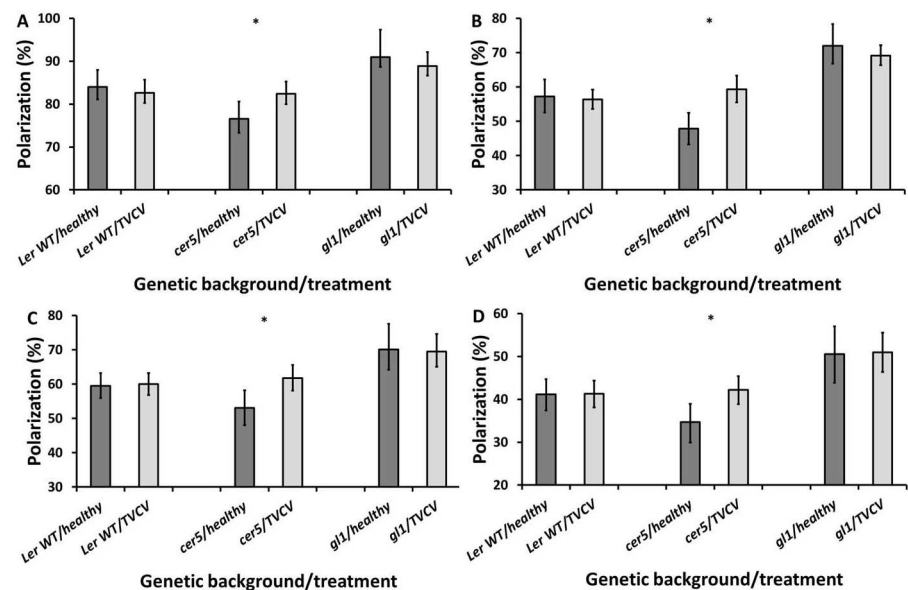 A
*
Polarization (%)
100
90
80
70
60
Ler WT/healthy
Ler WT/TVCV
cer5/healthy
cer5/TVCV
gl1/healthy
gl1/TVCV
Genetic background/treatment
B
*
Polarization (%)
80
70
60
50
40
30
Ler WT/healthy
Ler WT/TVCV
cer5/healthy
cer5/TVCV
gl1/healthy
gl1/TVCV
Genetic background/treatment
C
*
Polarization (%)
80
70
60
50
40
30
Ler WT/healthy
Ler WT/TVCV
cer5/healthy
cer5/TVCV
gl1/healthy
gl1/TVCV
Genetic background/treatment
D
*
Polarization (%)
60
50
40
30
20
Ler WT/healthy
Ler WT/TVCV
cer5/healthy
cer5/TVCV
gl1/healthy
gl1/TVCV
Genetic background/treatment